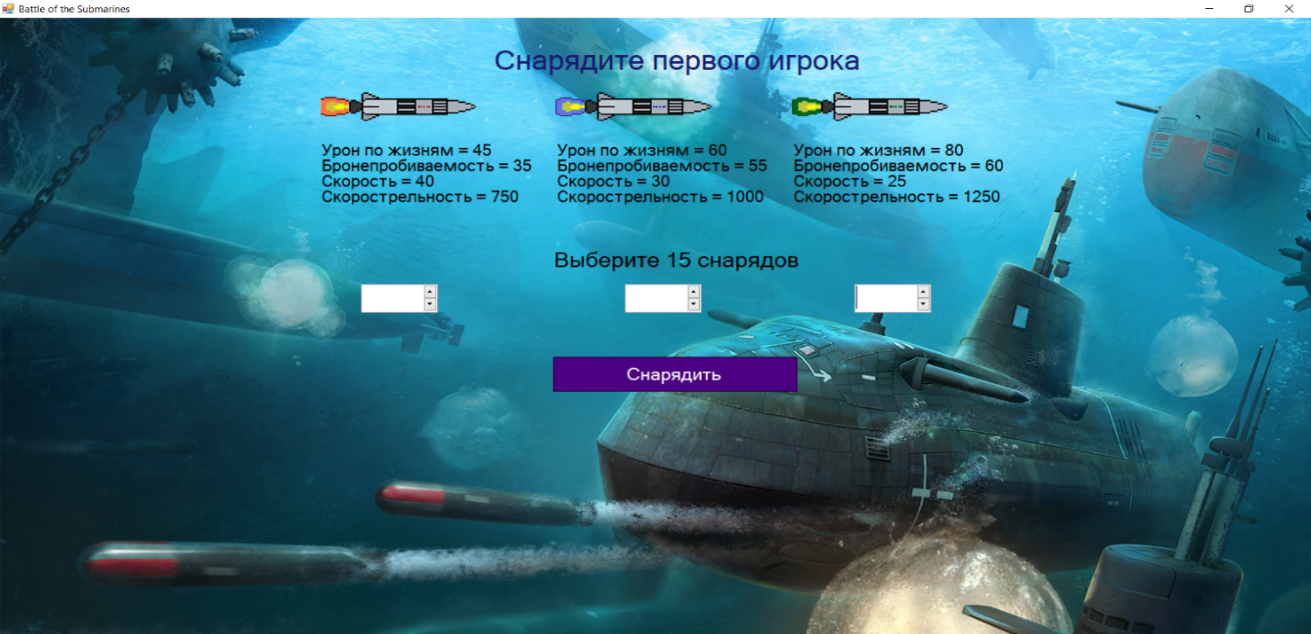 Battle of the Submarines
Снарядите первого игрока
Урон по жизням = 45
Бронепробиваемость = 35
Скорость = 40
Скорострельность = 750
Урон по жизням = 60
Бронепробиваемость = 55
Скорость = 30
Скорострельность = 1000
Урон по жизням = 80
Бронепробиваемость = 60
Скорость = 25
Скорострельность = 1250
Выберите 15 снарядов
Снарядить